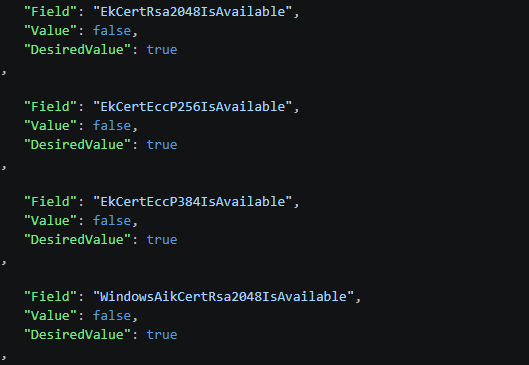 "Field": "EkCertRsa2048IsAvailable",
"Value": false,
"DesiredValue": true
,
"Field": "EkCertEccP256IsAvailable",
"Value": false,
"DesiredValue": true
,
"Field": "EkCertEccP384IsAvailable",
"Value": false,
"DesiredValue": true
,
"Field": "WindowsAikCertRsa2048IsAvailable",
"Value": false,
"DesiredValue": true
,